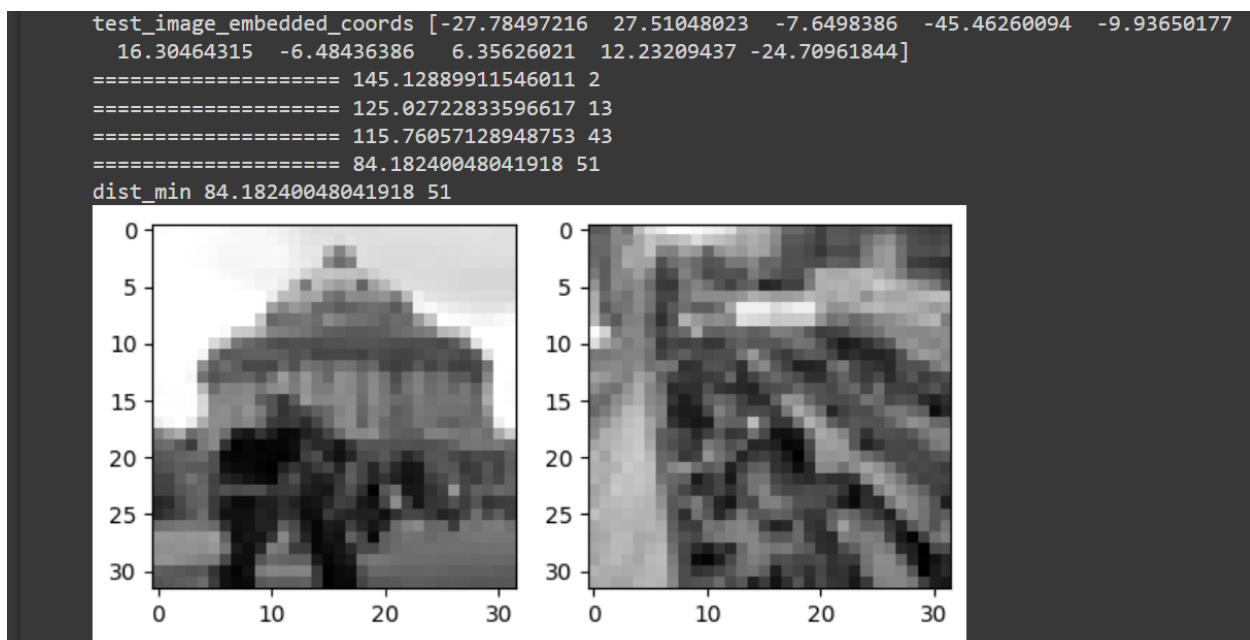 test_image_embedded_coords [-27.78497216  27.51048023  -7.6498386  -45.46260094  -9.93650177
  16.30464315  -6.48436386   6.35626021  12.23209437 -24.70961844]
==================== 145.12889911546011 2
==================== 125.02722833596617 13
==================== 115.76057128948753 43
==================== 84.18240048041918 51
dist_min 84.18240048041918 51
0
5
10
15
20
25
30
0 10 20 30
0
5
10
15
20
25
30
0 10 20 30